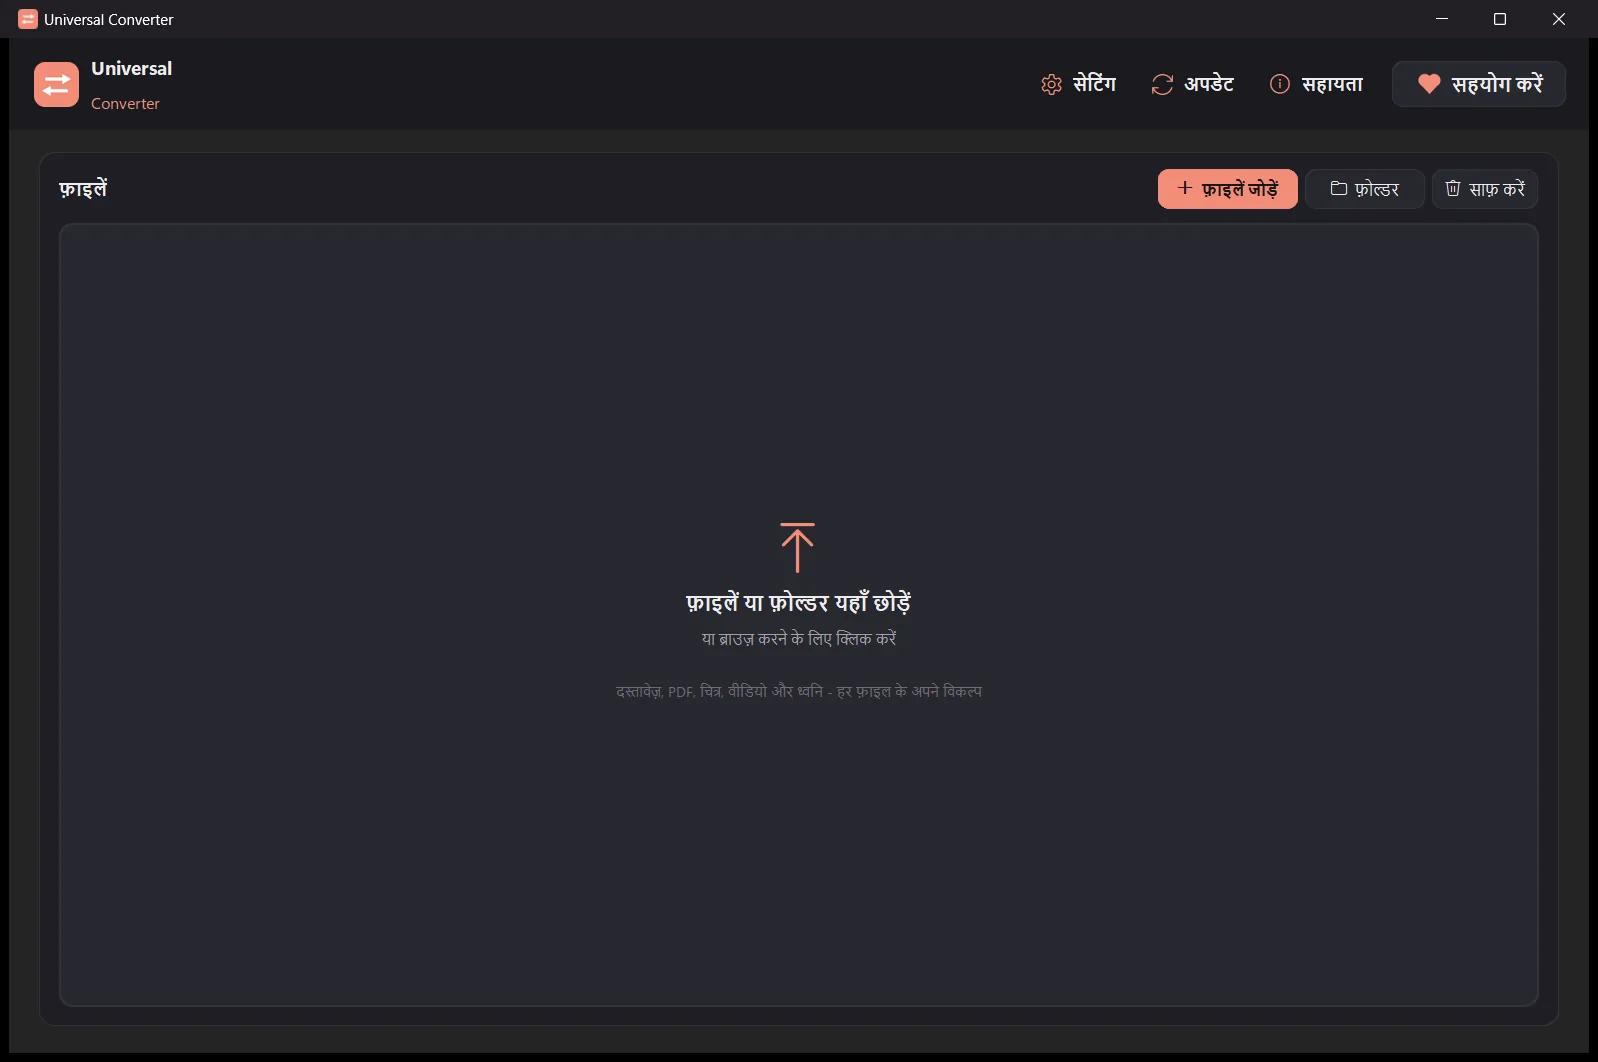 Universal Converter
Universal
Converter
सेटिंग
अपडेट
सहायता
सहयोग करें
फ़ाइलें
+ फ़ाइलें जोड़ें
फ़ोल्डर
साफ़ करें
फ़ाइलें या फ़ोल्डर यहाँ छोड़ें
या ब्राउज़ करने के लिए क्लिक करें
दस्तावेज़, PDF, चित्र, वीडियो और ध्वनि - हर फ़ाइल के अपने विकल्प